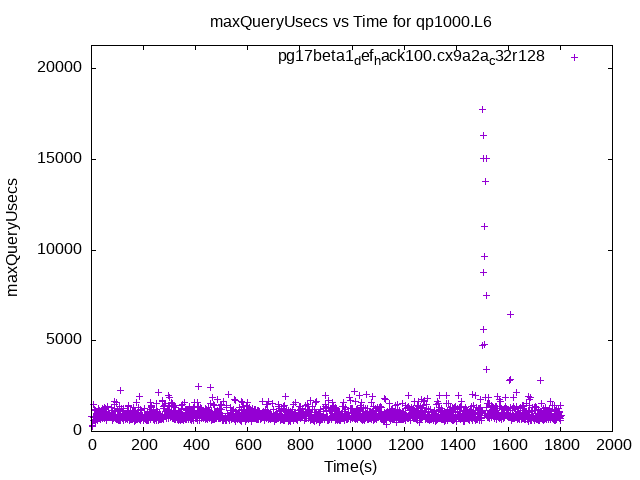 maxQueryUsecs vs Time for qp1000.L6
pg17beta1def_hack100.cx9a2a_c32r128
20000
15000
10000
5000
0
maxQueryUsecs
0 200 400 600 800 1000 1200 1400 1600 1800 2000
Time(s)